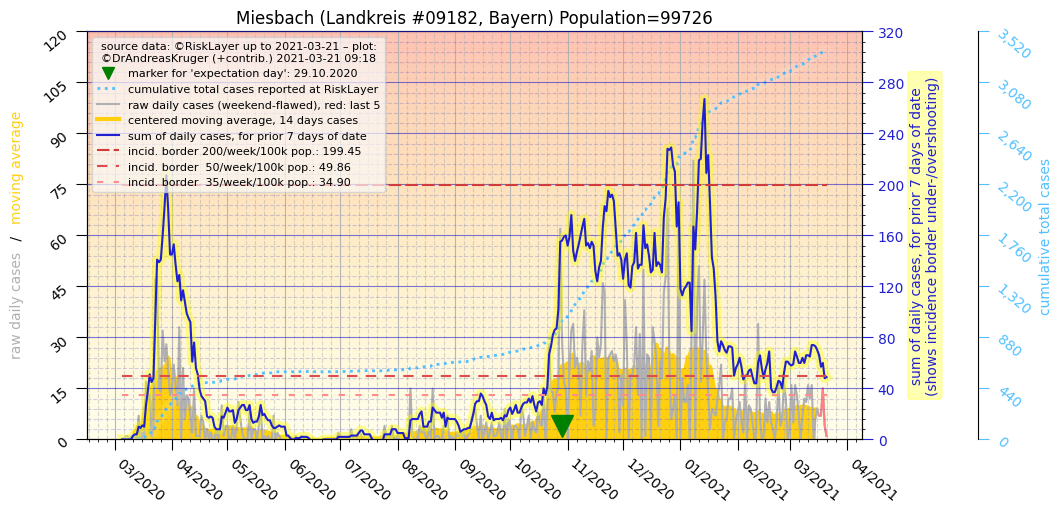 Miesbach (Landkreis #09182, Bayern) Population=99726
source data: ©RiskLayer up to 2021-03-21 – plot:
©DrAndreasKruger (+contrib.) 2021-03-21 09:18
marker for 'expectation day': 29.10.2020
cumulative total cases reported at RiskLayer
raw daily cases (weekend-flawed), red: last 5
centered moving average, 14 days cases
sum of daily cases, for prior 7 days of date
incid. border 200/week/100k pop.: 199.45
incid. border  50/week/100k pop.: 49.86
incid. border  35/week/100k pop.: 34.90
raw daily cases / moving average
120
105
90
75
60
45
30
15
0
320
280
240
200
160
120
80
40
0
sum of daily cases, for prior 7 days of date
(shows incidence border under-/overshooting)
3,520
3,080
2,640
2,200
1,760
1,320
880
440
0
cumulative total cases
03/2020
04/2020
05/2020
06/2020
07/2020
08/2020
09/2020
10/2020
11/2020
12/2020
01/2021
02/2021
03/2021
04/2021